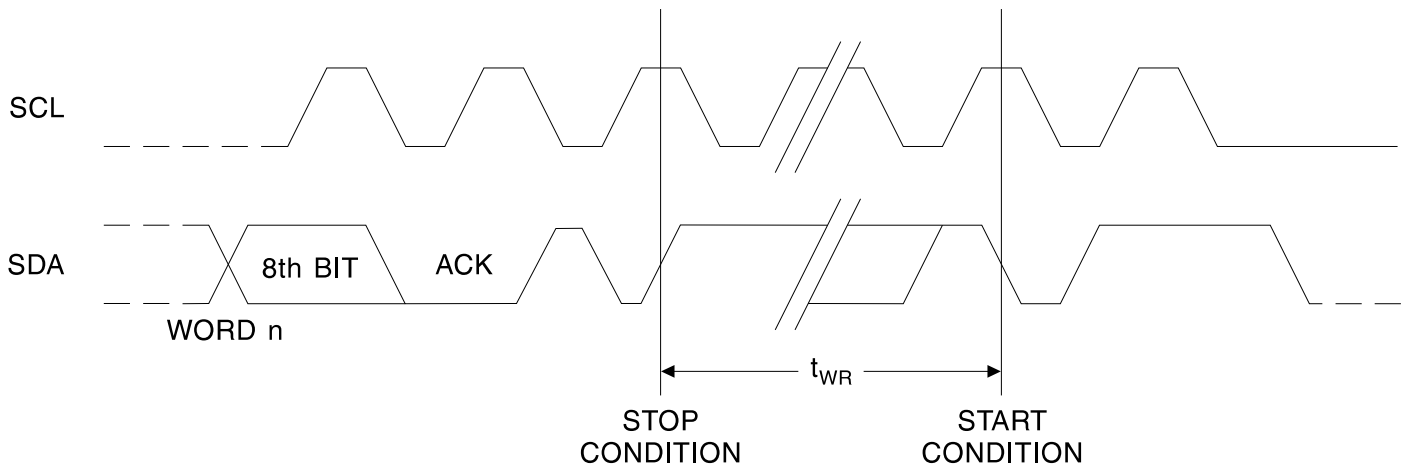 SCL
SDA
8th BIT
ACK
WORD n
tWR
STOP
CONDITION
START
CONDITION